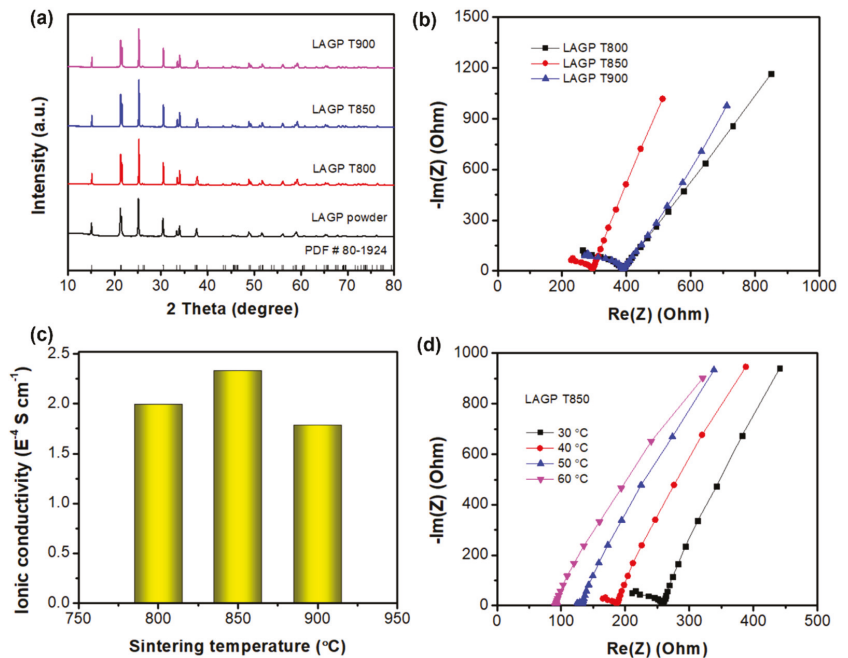 (a)
LAGP T900
LAGP T850
LAGP T800
LAGP powder
PDF # 80-1924
Intensity (a.u.)
10 20 30 40 50 60 70 80
2 Theta (degree)
(b)
1500
1200
900
600
300
0
-Im(Z) (Ohm)
LAGP T800
LAGP T850
LAGP T900
0 200 400 600 800 1000
Re(Z) (Ohm)
(c)
2.5
2.0
1.5
1.0
0.5
0.0
Ionic conductivity (E⁻⁴ S cm⁻¹)
750 800 850 900 950
Sintering temperature (°C)
(d)
1000
800
600
400
200
0
-Im(Z) (Ohm)
LAGP T850
30 °C
40 °C
50 °C
60 °C
0 100 200 300 400 500
Re(Z) (Ohm)